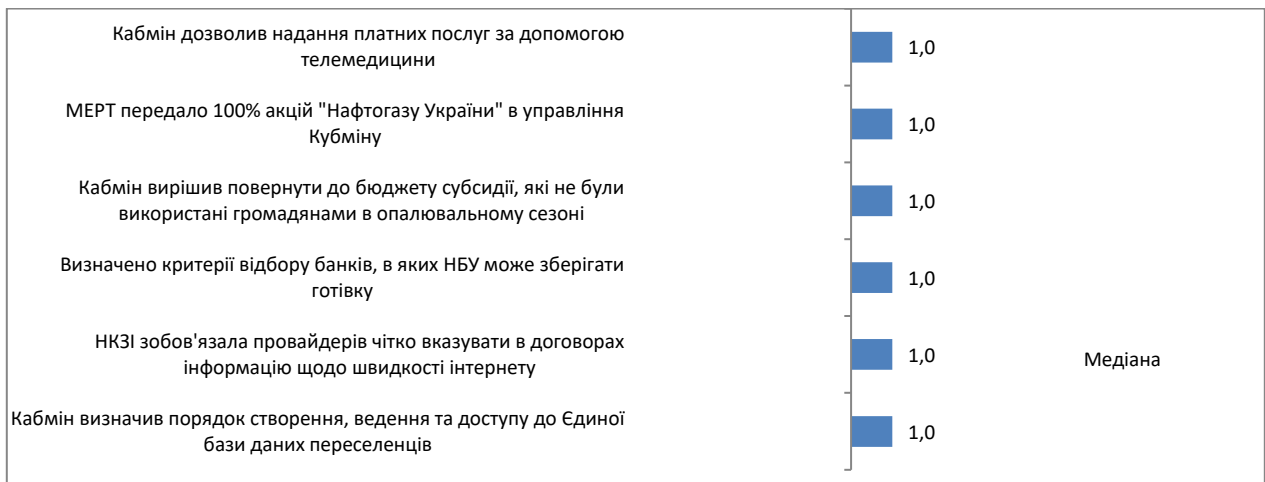 Кабмін дозволив надання платних послуг за допомогою
телемедицини
1,0
МЕРТ передало 100% акцій "Нафтогазу України" в управління
Кубміну
1,0
Кабмін вирішив повернути до бюджету субсидії, які не були
використані громадянами в опалювальному сезоні
1,0
Визначено критерії відбору банків, в яких НБУ може зберігати
готівку
1,0
НКЗІ зобов'язала провайдерів чітко вказувати в договорах
інформацію щодо швидкості інтернету
1,0
Медіана
Кабмін визначив порядок створення, ведення та доступу до Єдиної
бази даних переселенців
1,0